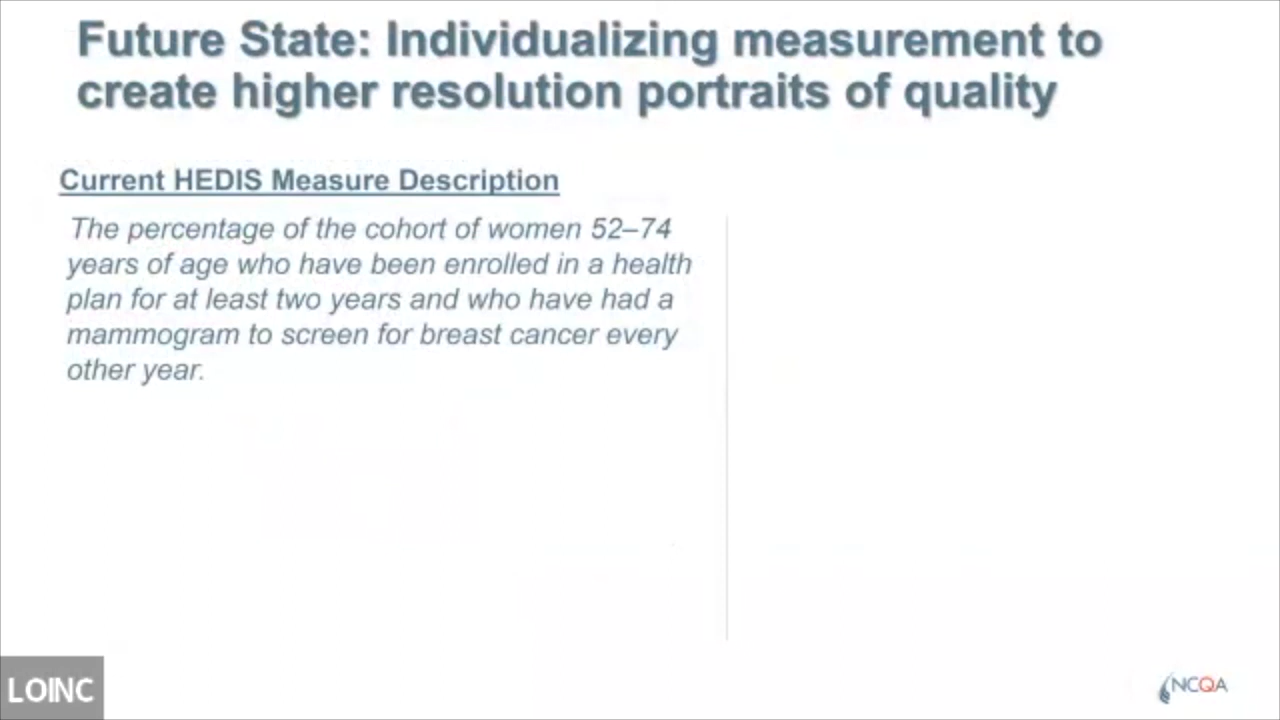 Future State: Individualizing measurement to
create higher resolution portraits of quality
Current HEDIS Measure Description
The percentage of the cohort of women 52–74
years of age who have been enrolled in a health
plan for at least two years and who have had a
mammogram to screen for breast cancer every
other year.
LOINC
NCQA